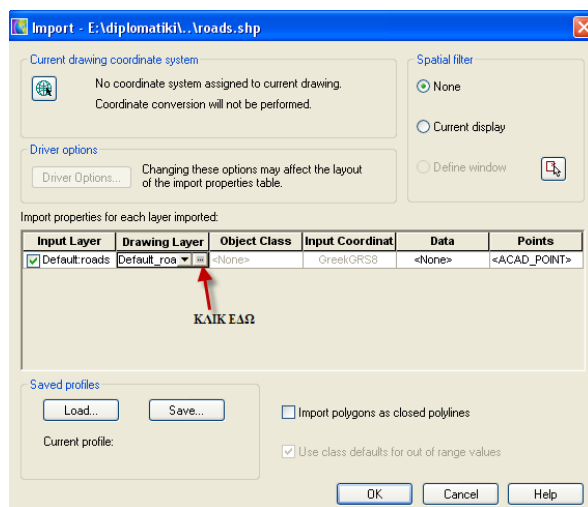 Import - E:\diplomatiki\..\roads.shp
Current drawing coordinate system
No coordinate system assigned to current drawing.
Coordinate conversion will not be performed.
Spatial filter
None
Current display
Define window
Driver options
Driver Options...
Changing these options may affect the layout
of the import properties table.
Import properties for each layer imported:
Input Layer Drawing Layer Object Class Input Coordinat Data Points
Default:roads Default_roa ... <None> GreekGRS8 <None> <ACAD_POINT>
ΚΛΙΚ ΕΔΩ
Saved profiles
Load... Save...
Current profile:
Import polygons as closed polylines
Use class defaults for out of range values
OK Cancel Help